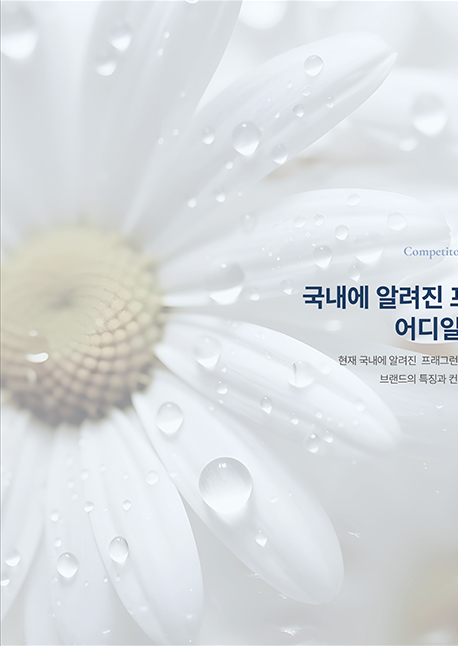 Competito
국내에 알려진 프
어디일
현재 국내에 알려진 프래그런
브랜드의 특징과 컨